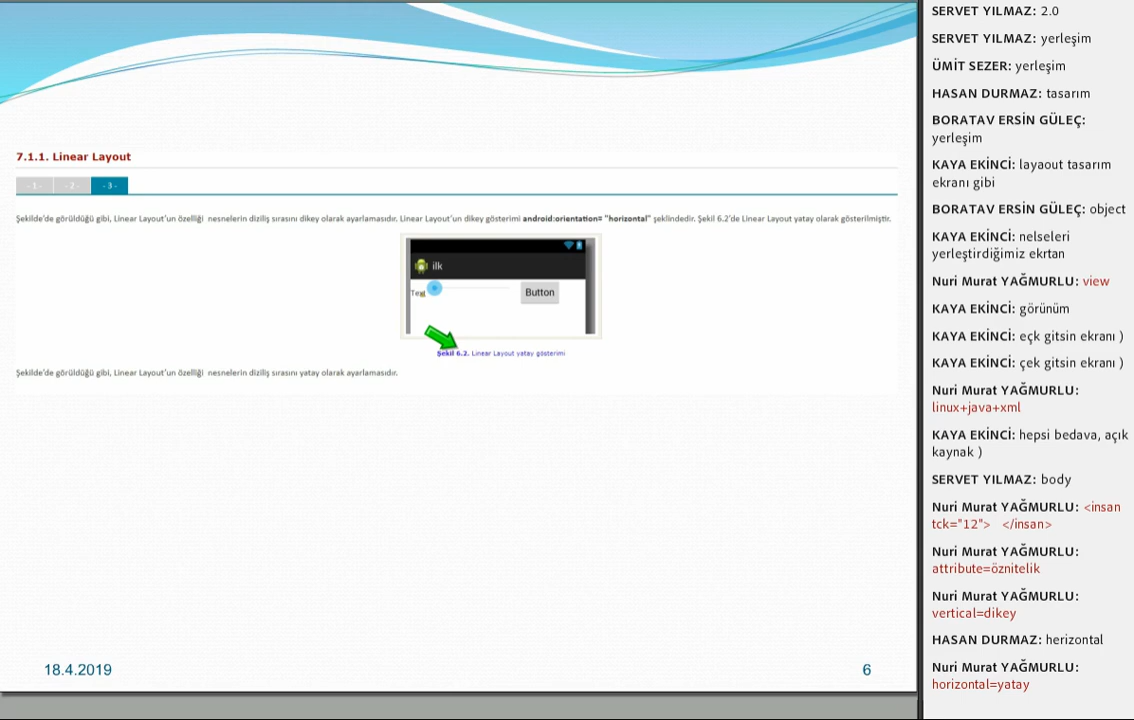 7.1.1. Linear Layout
- 1 -
- 2 -
- 3 -
Şekilde'de görüldüğü gibi, Linear Layout'un özelliği nesnelerin diziliş sırasını dikey olarak ayarlamasıdır. Linear Layout'un dikey gösterimi android:orientation= "horizontal" şeklindedir. Şekil 6.2'de Linear Layout yatay olarak gösterilmiştir.
ilk
Text
Button
Şekil 6.2. Linear Layout yatay gösterimi
Şekilde'de görüldüğü gibi, Linear Layout'un özelliği nesnelerin diziliş sırasını yatay olarak ayarlamasıdır.
18.4.2019
6
SERVET YILMAZ: 2.0
SERVET YILMAZ: yerleşim
ÜMİT SEZER: yerleşim
HASAN DURMAZ: tasarım
BORATAV ERSİN GÜLEÇ:
yerleşim
KAYA EKİNCİ: layaout tasarım
ekranı gibi
BORATAV ERSİN GÜLEÇ: object
KAYA EKİNCİ: nelseleri
yerleştirdiğimiz ekrtan
Nuri Murat YAĞMURLU: view
KAYA EKİNCİ: görünüm
KAYA EKİNCİ: eçk gitsin ekranı )
KAYA EKİNCİ: çek gitsin ekranı )
Nuri Murat YAĞMURLU:
linux+java+xml
KAYA EKİNCİ: hepsi bedava, açık
kaynak )
SERVET YILMAZ: body
Nuri Murat YAĞMURLU: <insan
tck="12"> </insan>
Nuri Murat YAĞMURLU:
attribute=öznitelik
Nuri Murat YAĞMURLU:
vertical=dikey
HASAN DURMAZ: herizontal
Nuri Murat YAĞMURLU:
horizontal=yatay